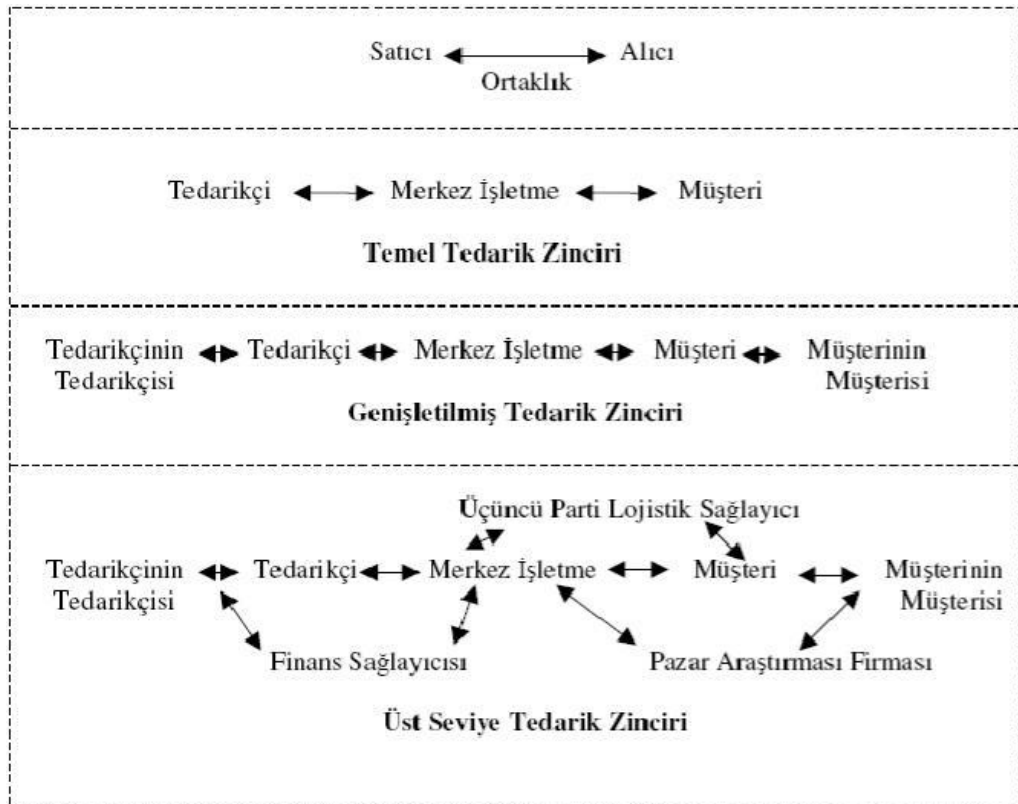 Satıcı Alıcı
Ortaklık
Tedarikçi Merkez İşletme Müşteri
Temel Tedarik Zinciri
Tedarikçinin Tedarikçi Merkez İşletme Müşteri Müşterinin
Tedarikçisi Müşterisi
Genişletilmiş Tedarik Zinciri
Üçüncü Parti Lojistik Sağlayıcı
Tedarikçinin Tedarikçi Merkez İşletme Müşteri Müşterinin
Tedarikçisi Müşterisi
Finans Sağlayıcısı Pazar Araştırması Firması
Üst Seviye Tedarik Zinciri